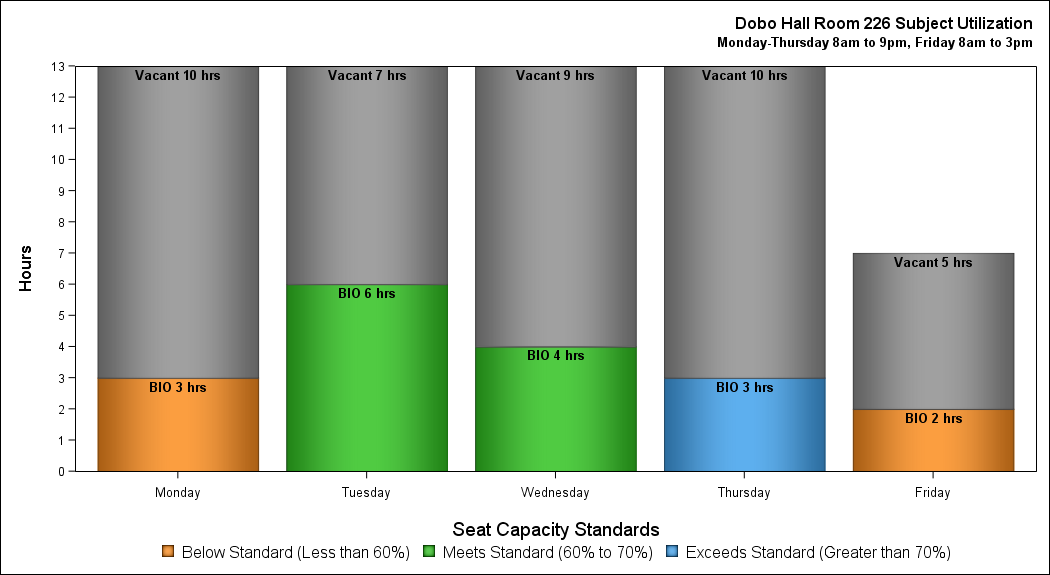 Dobo Hall Room 226 Subject Utilization
Monday-Thursday 8am to 9pm, Friday 8am to 3pm
Hours
13
12
11
10
9
8
7
6
5
4
3
2
1
0
Vacant 10 hrs
Vacant 7 hrs
Vacant 9 hrs
Vacant 10 hrs
Vacant 5 hrs
BIO 3 hrs
BIO 6 hrs
BIO 4 hrs
BIO 3 hrs
BIO 2 hrs
Monday
Tuesday
Wednesday
Thursday
Friday
Seat Capacity Standards
Below Standard (Less than 60%)
Meets Standard (60% to 70%)
Exceeds Standard (Greater than 70%)